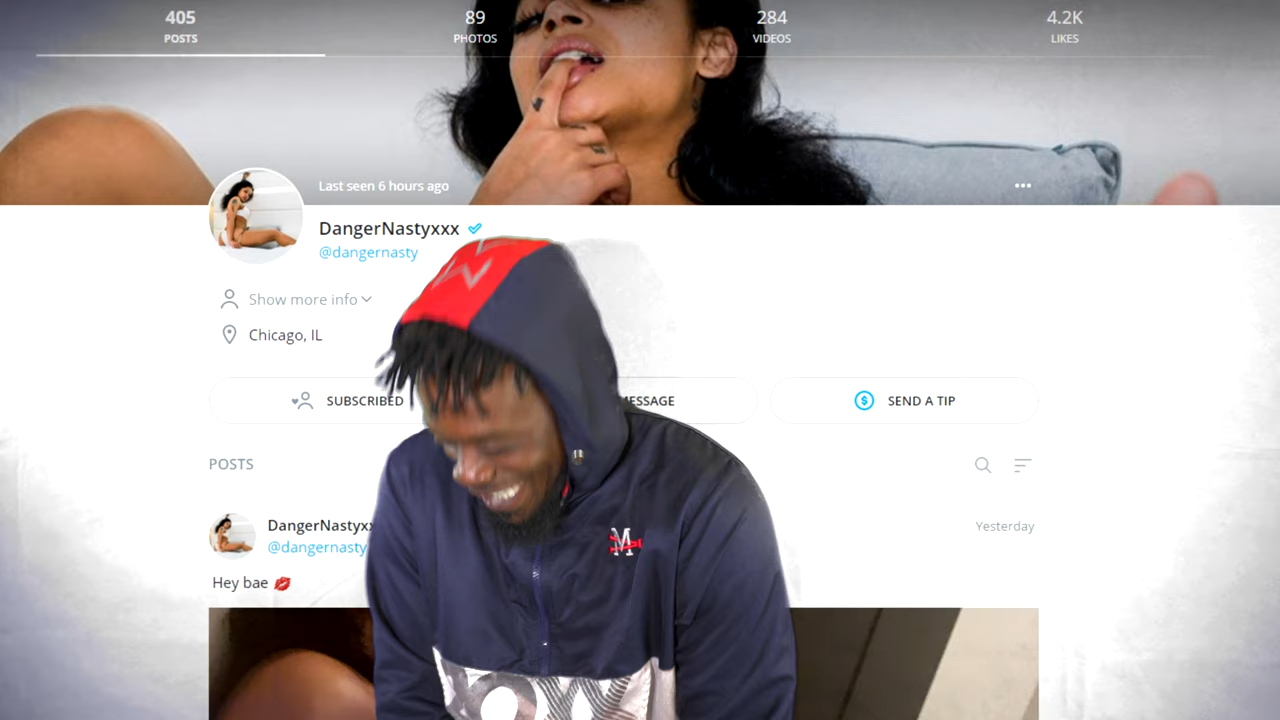 405 89 284 4.2K
POSTS PHOTOS VIDEOS LIKES
Last seen 6 hours ago
DangerNastyxxx
@dangernasty
Show more info
Chicago, IL
SUBSCRIBED
SEND A TIP
POSTS
@dangernasty
Yesterday
Hey bae
M